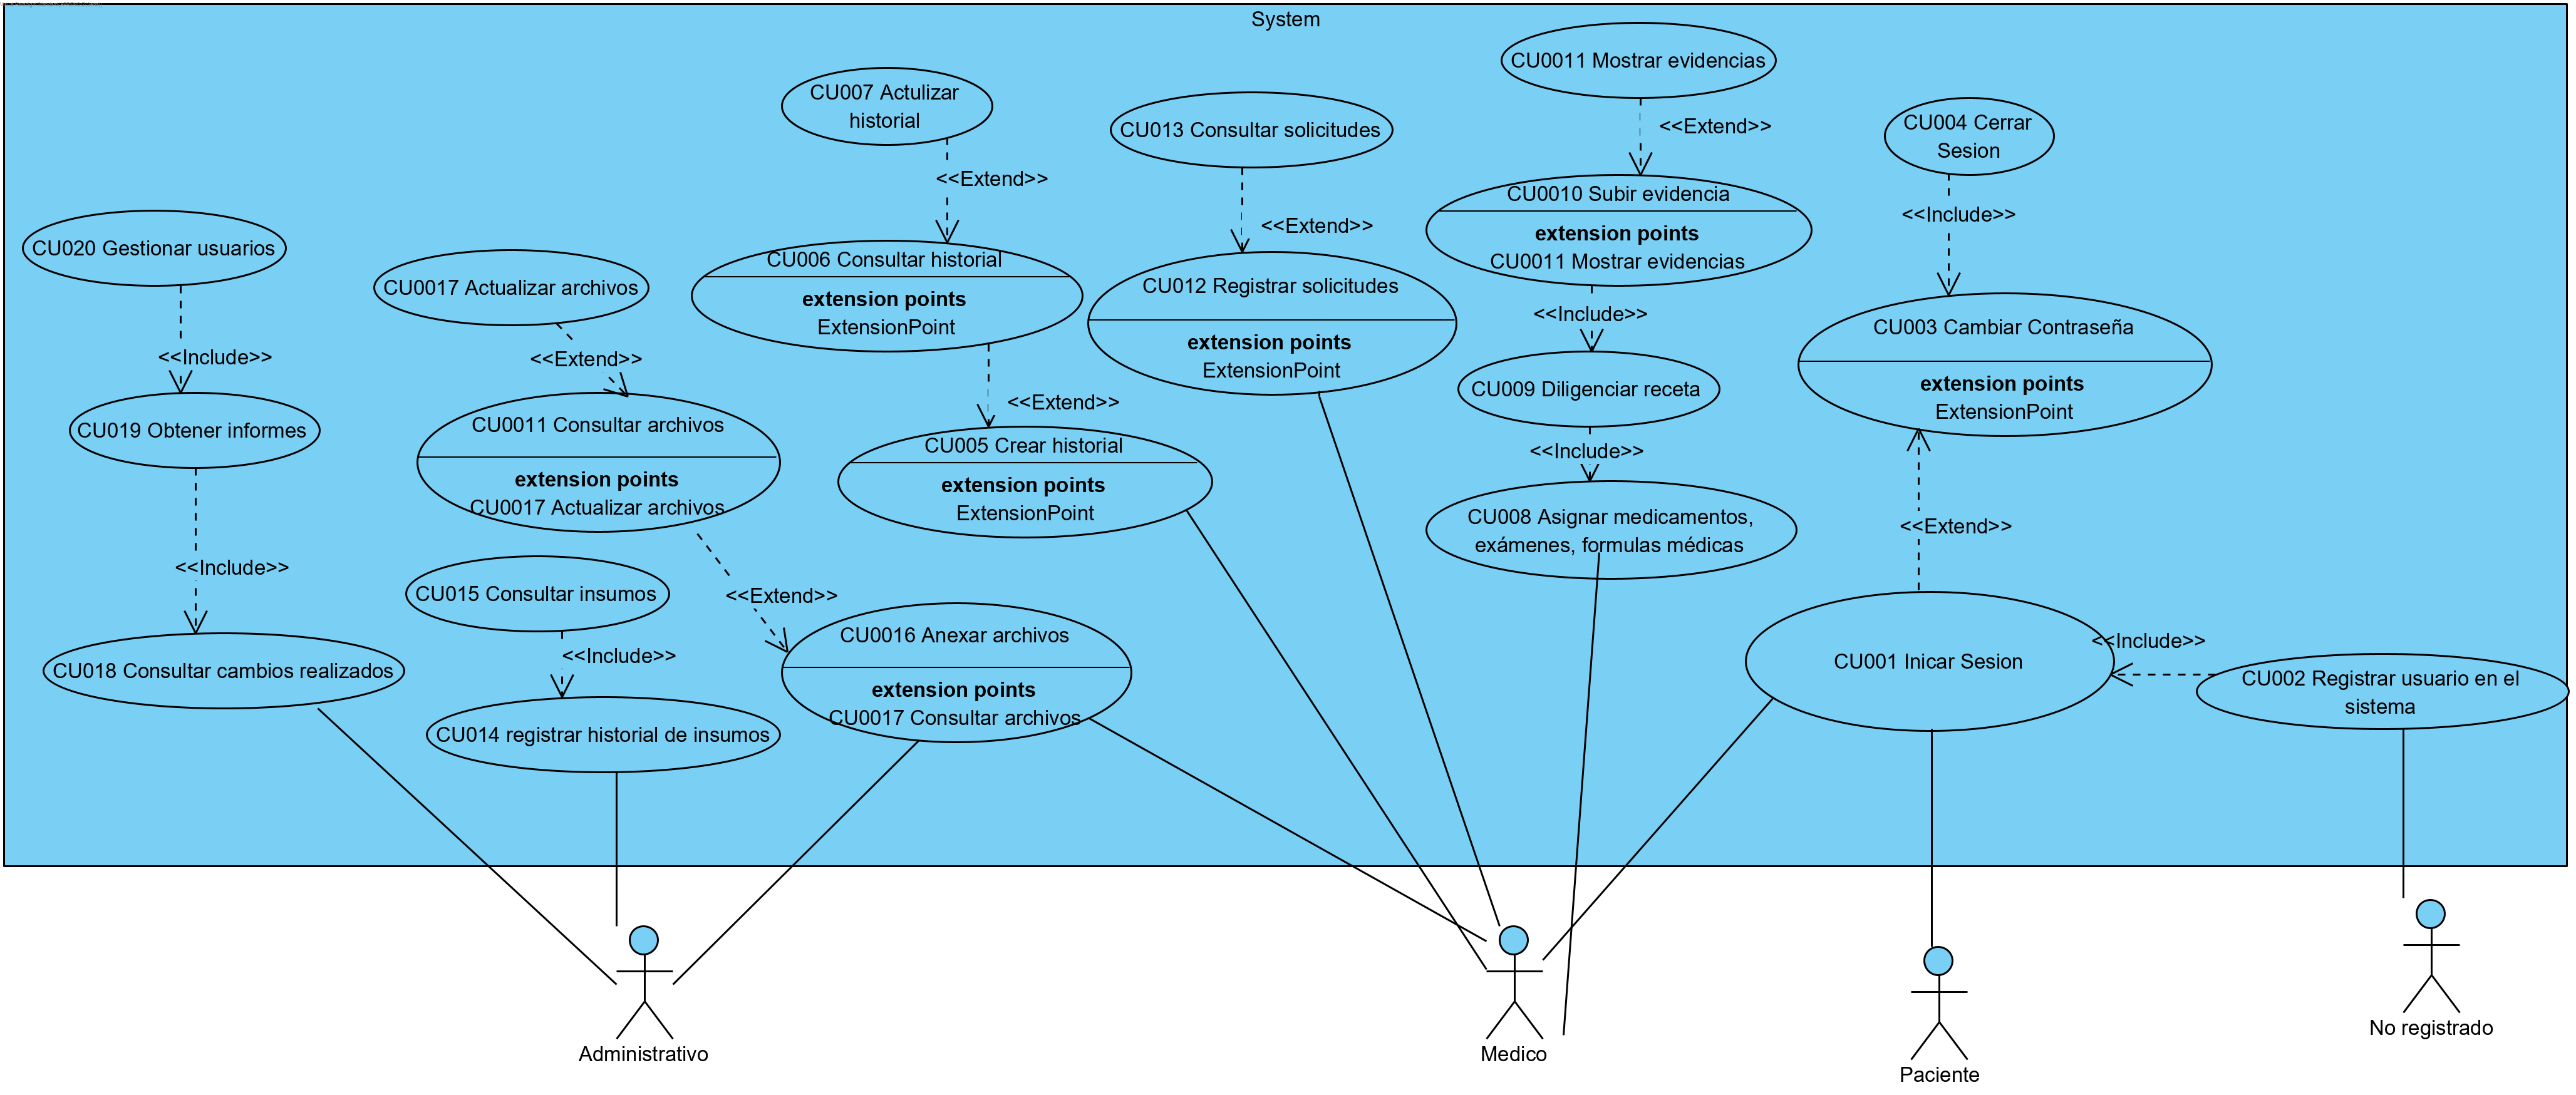 System
CU0011 Mostrar evidencias
<<Extend>>
CU007 Actulizar
historial
<<Extend>>
CU013 Consultar solicitudes
<<Extend>>
CU004 Cerrar
Sesion
<<Include>>
CU0010 Subir evidencia
extension points
CU0011 Mostrar evidencias
<<Include>>
CU020 Gestionar usuarios
<<Include>>
CU0017 Actualizar archivos
<<Extend>>
CU006 Consultar historial
extension points
ExtensionPoint
<<Extend>>
CU012 Registrar solicitudes
extension points
ExtensionPoint
CU003 Cambiar Contraseña
extension points
ExtensionPoint
<<Extend>>
CU009 Diligenciar receta
<<Include>>
CU019 Obtener informes
<<Include>>
CU0011 Consultar archivos
extension points
CU0017 Actualizar archivos
<<Extend>>
CU005 Crear historial
extension points
ExtensionPoint
CU008 Asignar medicamentos,
exámenes, formulas médicas
CU015 Consultar insumos
<<Include>>
CU018 Consultar cambios realizados
CU014 registrar historial de insumos
CU0016 Anexar archivos
extension points
CU0017 Consultar archivos
CU001 Inicar Sesion
<<Include>>
CU002 Registrar usuario en el
sistema
Administrativo
Medico
Paciente
No registrado